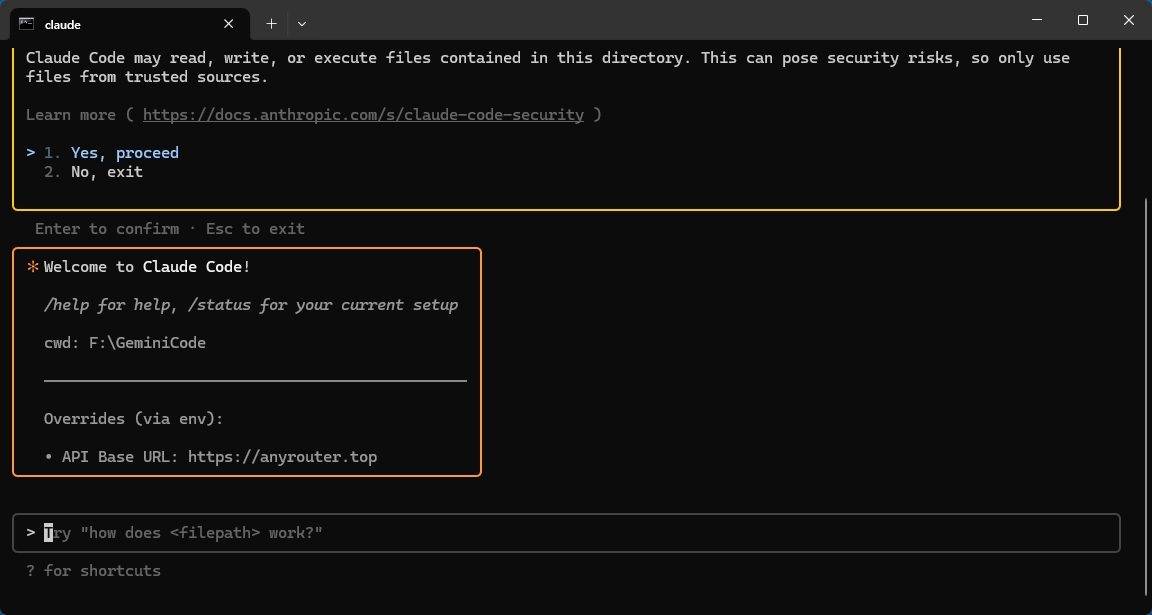 claude
Claude Code may read, write, or execute files contained in this directory. This can pose security risks, so only use
files from trusted sources.
Learn more ( https://docs.anthropic.com/s/claude-code-security )
> 1. Yes, proceed
2. No, exit
Enter to confirm · Esc to exit
✻ Welcome to Claude Code!
/help for help, /status for your current setup
cwd: F:\GeminiCode
Overrides (via env):
• API Base URL: https://anyrouter.top
> Try "how does <filepath> work?"
? for shortcuts